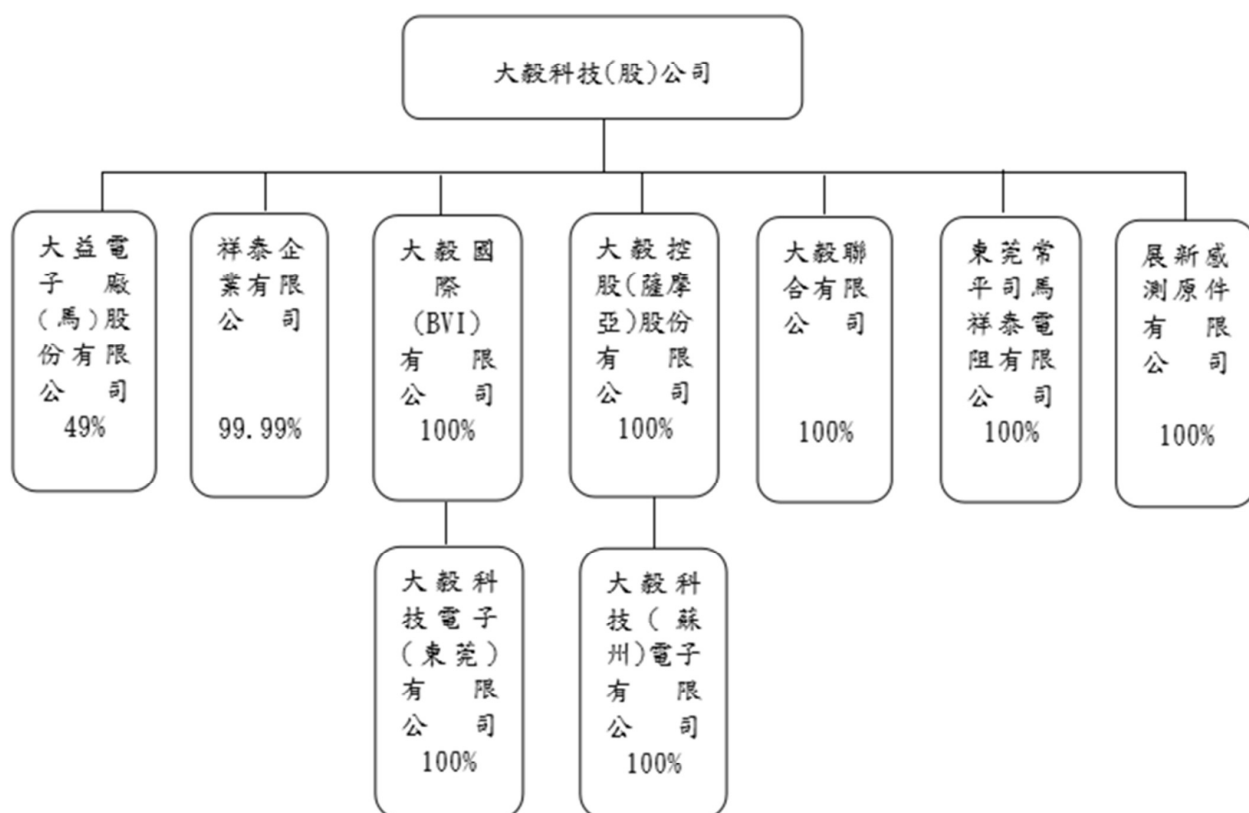 大毅科技(股)公司
大益電
子廠
(馬)股
份有限
公司
49%
祥泰企
業有限
公司
99.99%
大毅國
際
(BVI)
有限
公司
100%
大毅控
股(薩摩
亞)股份
有限
公司
100%
大毅聯
合有限
公司
100%
東莞常
平司馬
祥泰電
阻有限
公司
100%
展新感
測原件
有限
公司
100%
大毅科
技電子
(東莞)
有限
公司
100%
大毅科
技(蘇
州)電子
有限
公司
100%